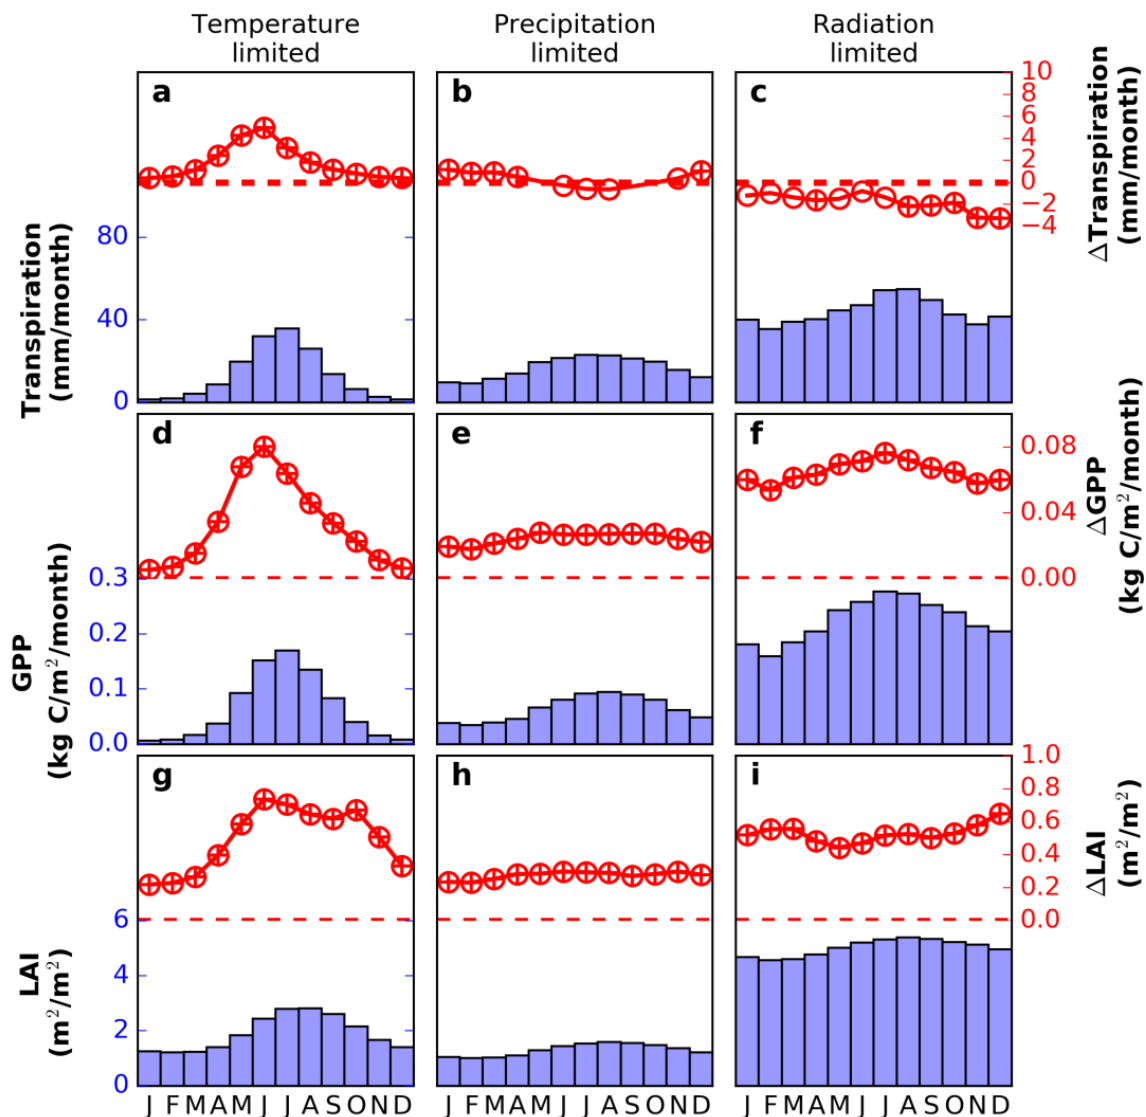 Temperature
limited
Precipitation
limited
Radiation
limited
a
b
c
Transpiration
(mm/month)
80
40
0
10
8
6
4
2
0
−2
−4
ΔTranspiration
(mm/month)
d
e
f
GPP
(kg C/m²/month)
0.3
0.2
0.1
0.0
0.08
0.04
0.00
ΔGPP
(kg C/m²/month)
g
h
i
LAI
(m²/m²)
6
4
2
0
1.0
0.8
0.6
0.4
0.2
0.0
ΔLAI
(m²/m²)
J F M A M J J A S O N D
J F M A M J J A S O N D
J F M A M J J A S O N D